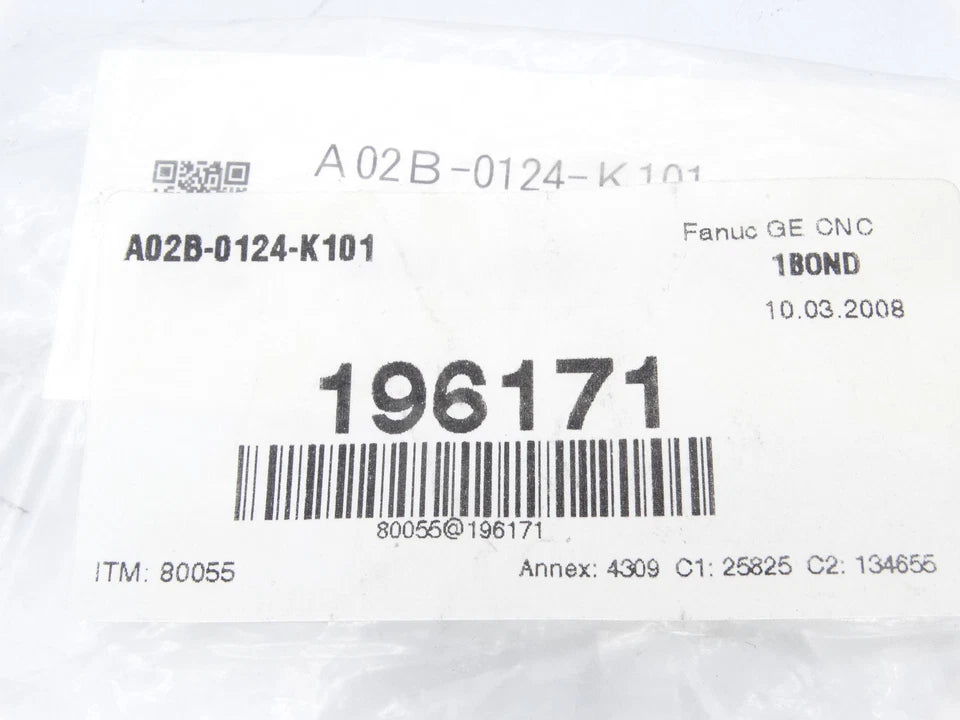 A02B-0124-K101
A02B-0124-K101
Fanuc GE CNC
1BOND
10.03.2008
196171
80055@196171
ITM: 80055
Annex: 4309 C1: 25825 C2: 134655